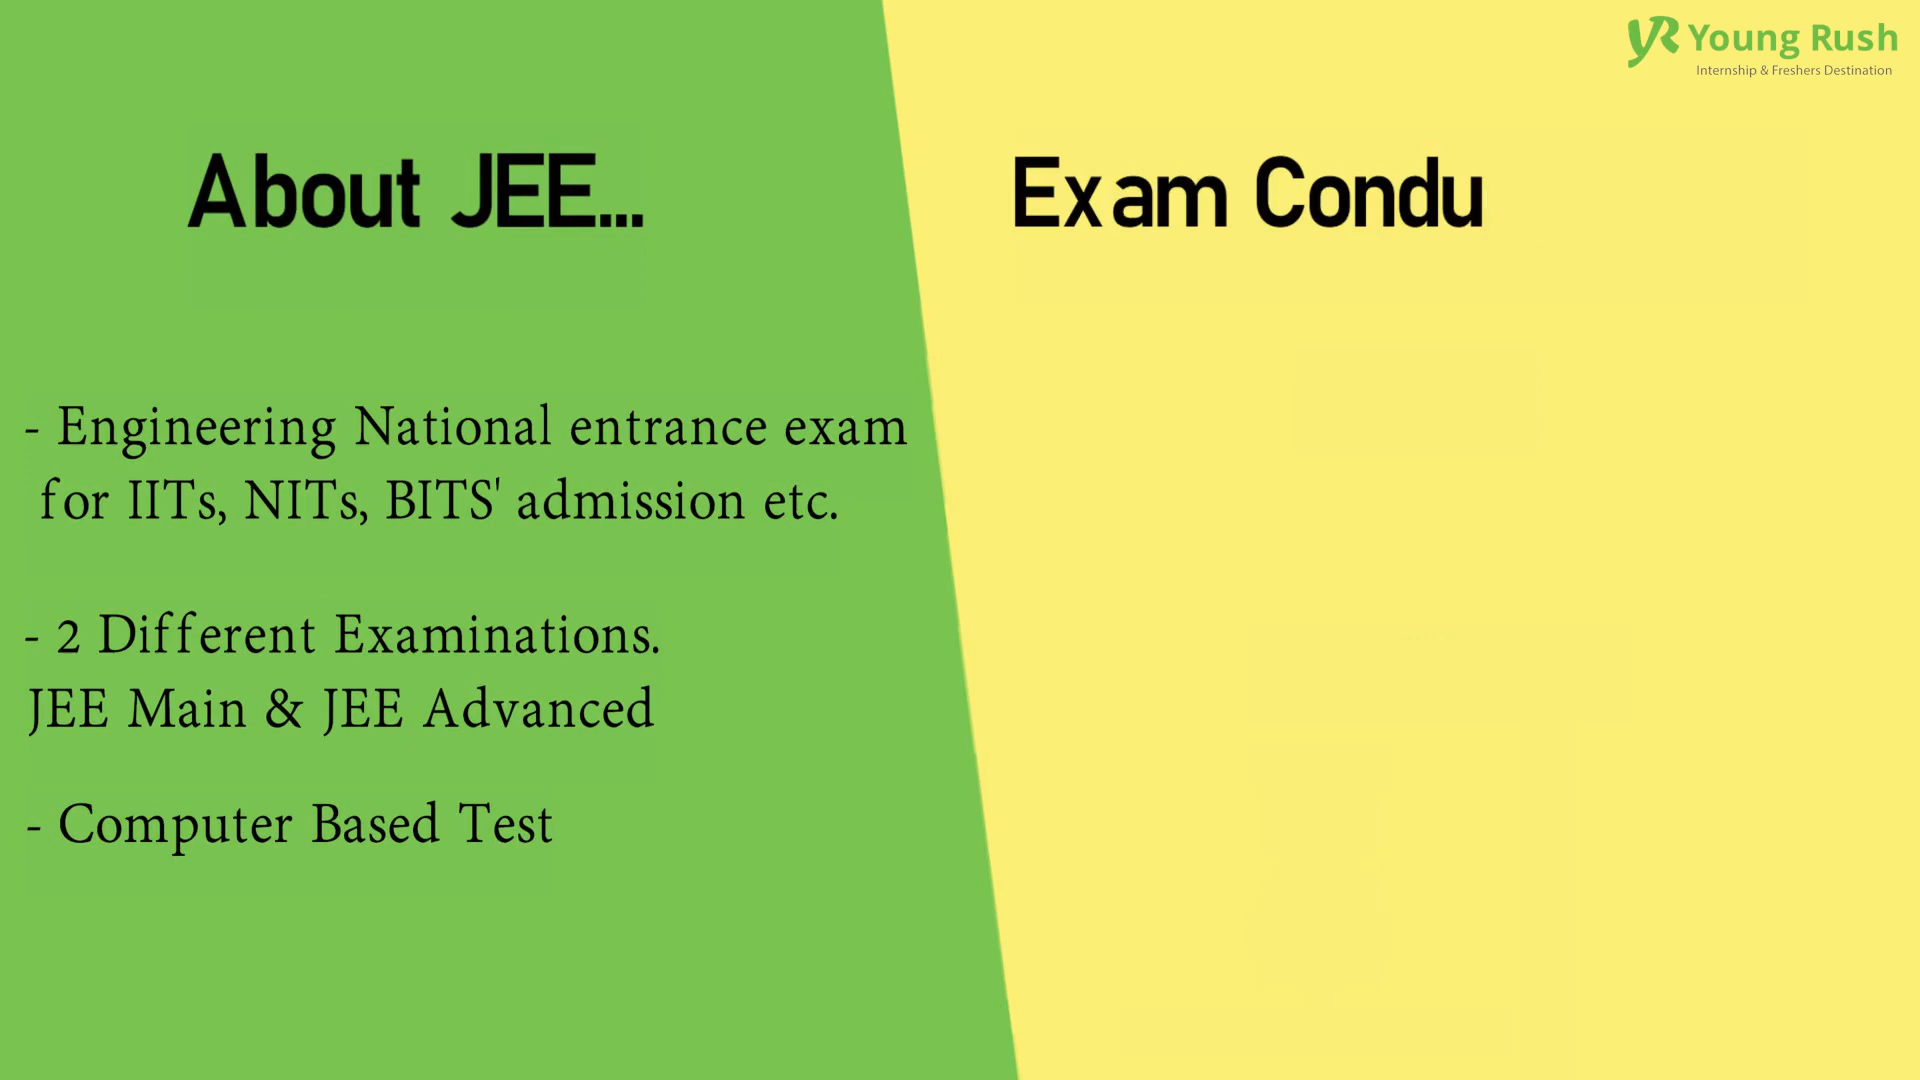 Young Rush
Internship & Freshers Destination
About JEE...
- Engineering National entrance exam
for IITs, NITs, BITS' admission etc.
- 2 Different Examinations.
JEE Main & JEE Advanced
- Computer Based Test
Exam Condu